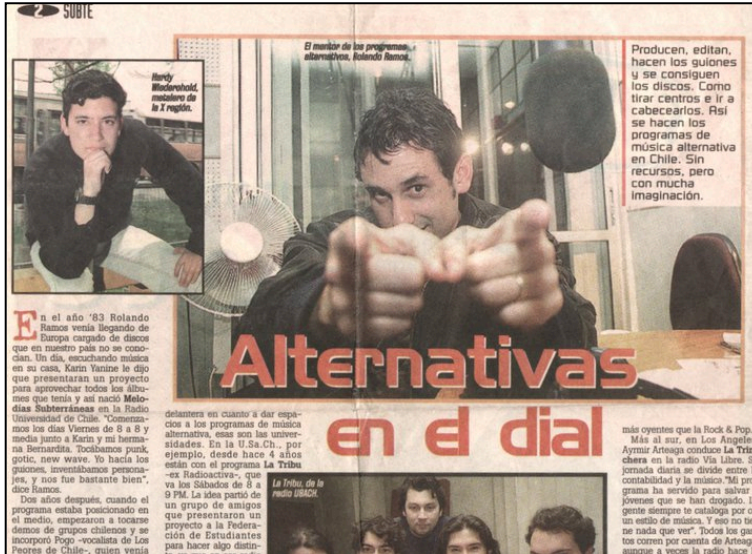 2 SUBTE
Hardy
Wiederohold,
metalero de
la X región.
El mentor de los programas
alternativos, Rolando Ramos.
Producen, editan,
hacen los guiones
y se consiguen
los discos. Como
tirar centros e ir a
cabecearlos. Así
se hacen los
programas de
música alternativa
en Chile. Sin
recursos, pero
con mucha
imaginación.
Alternativas
en el dial
En el año '83 Rolando
Ramos venía llegando de
Europa cargado de discos
que en nuestro país no se cono-
cían. Un día, escuchando música
en su casa, Karin Yanine le dijo
que presentaran un proyecto
para aprovechar todos los álbu-
mes que tenía y así nació Melo-
días Subterráneas en la Radio
Universidad de Chile. "Comenza-
mos los días Viernes de 8 a 8 y
media junto a Karin y mi herma-
na Bernardita. Tocábamos punk,
gotic, new wave. Yo hacía los
guiones, inventábamos persona-
jes, y nos fue bastante bien",
dice Ramos.
Dos años después, cuando el
programa estaba posicionado en
el medio, empezaron a tocarse
demos de grupos chilenos y se
incorporó Pogo -vocalista de Los
Peores de Chile-, quien venía
delantera en cuanto a dar espa-
cios a los programas de música
alternativa, esas son las univer-
sidades. En la U.Sa.Ch., por
ejemplo, desde hace 4 años
están con el programa La Tribu
-ex Radioactiva-, que
va los Sábados de 8 a
9 PM. La idea partió de
un grupo de amigos
que presentaron un
proyecto a la Federa-
ción de Estudiantes
para hacer algo distin-
La Tribu, de la
radio USACH.
más oyentes que la Rock & Pop.
Más al sur, en Los Angeles
Aymir Arteaga conduce La Trin
chera en la radio Vía Libre. S
jornada diaria se divide entre
contabilidad y la música."Mi pro
grama ha servido para salvar
jóvenes que se han drogado. L
gente siempre te cataloga por o
un estilo de música. Y eso no tie
ne nada que ver". Todos los gus
tos corren por cuenta de Arteag
aunque a veces la radio hace